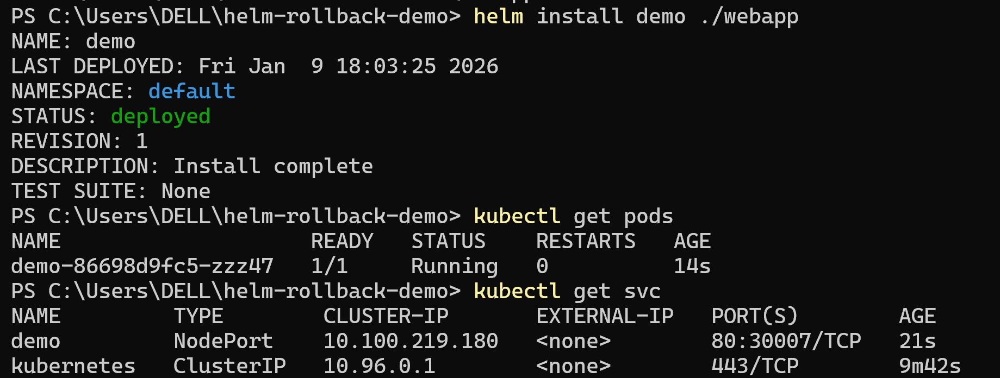 PS C:\Users\DELL\helm-rollback-demo> helm install demo ./webapp
NAME: demo
LAST DEPLOYED: Fri Jan  9 18:03:25 2026
NAMESPACE: default
STATUS: deployed
REVISION: 1
DESCRIPTION: Install complete
TEST SUITE: None
PS C:\Users\DELL\helm-rollback-demo> kubectl get pods
NAME                    READY   STATUS    RESTARTS   AGE
demo-86698d9fc5-zzz47   1/1     Running   0          14s
PS C:\Users\DELL\helm-rollback-demo> kubectl get svc
NAME         TYPE        CLUSTER-IP       EXTERNAL-IP   PORT(S)        AGE
demo         NodePort    10.100.219.180   <none>        80:30007/TCP   21s
kubernetes   ClusterIP   10.96.0.1        <none>        443/TCP        9m42s